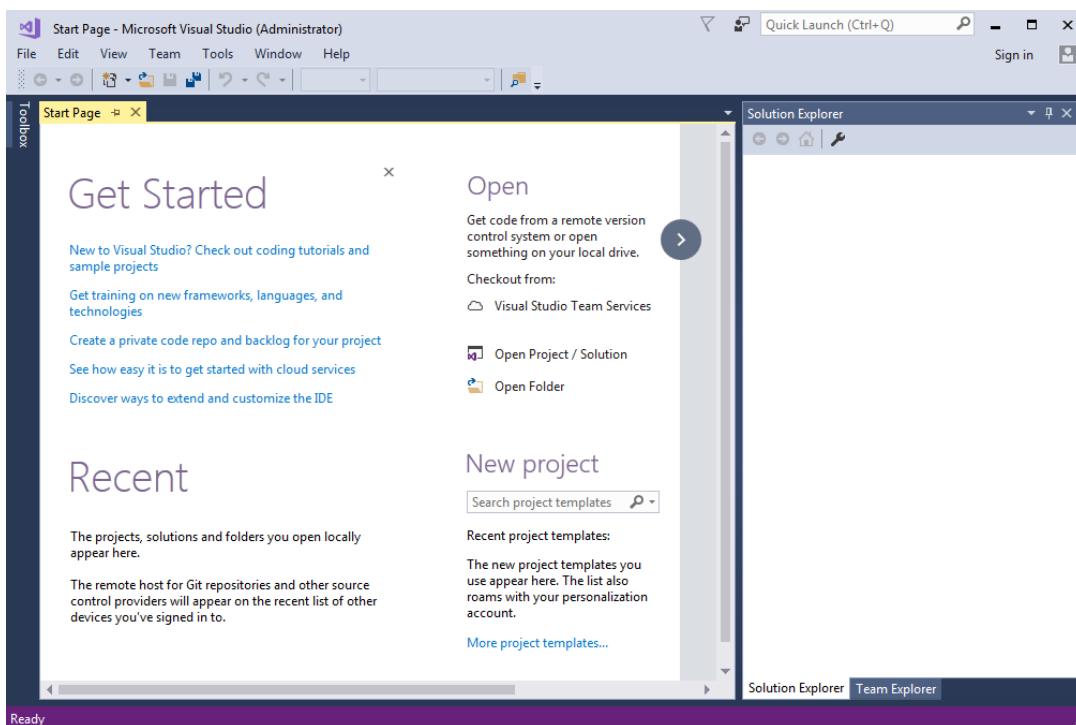 Start Page - Microsoft Visual Studio (Administrator)
Quick Launch (Ctrl+Q)
File Edit View Team Tools Window Help
Sign in
Toolbox
Start Page
Solution Explorer
Get Started
New to Visual Studio? Check out coding tutorials and
sample projects
Get training on new frameworks, languages, and
technologies
Create a private code repo and backlog for your project
See how easy it is to get started with cloud services
Discover ways to extend and customize the IDE
Recent
The projects, solutions and folders you open locally
appear here.
The remote host for Git repositories and other source
control providers will appear on the recent list of other
devices you've signed in to.
Open
Get code from a remote version
control system or open
something on your local drive.
Checkout from:
Visual Studio Team Services
Open Project / Solution
Open Folder
New project
Search project templates
Recent project templates:
The new project templates you
use appear here. The list also
roams with your personalization
account.
More project templates...
Solution Explorer Team Explorer
Ready